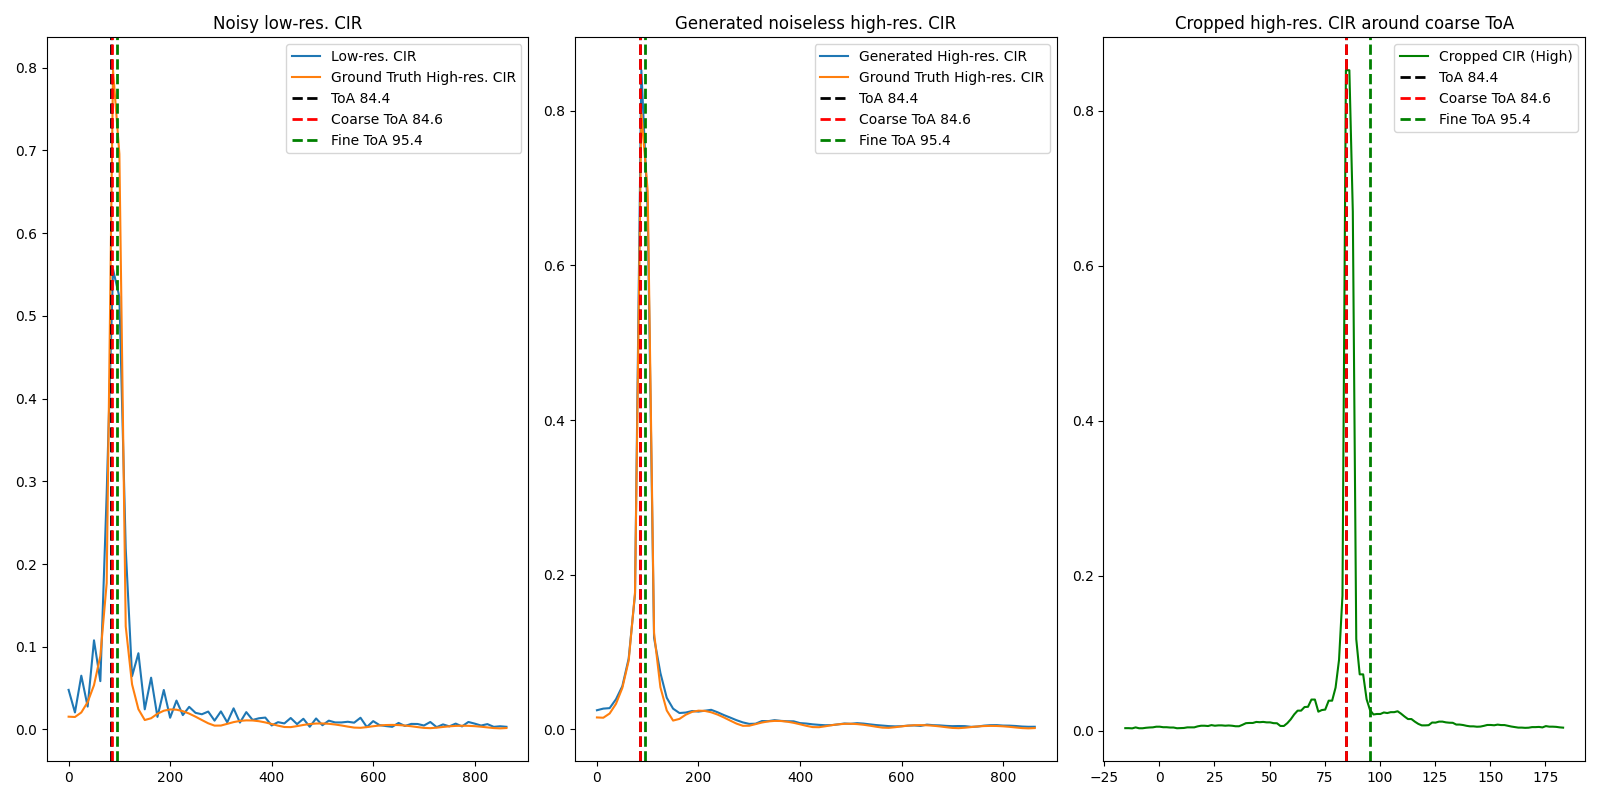 Noisy low-res. CIR
Low-res. CIR
Ground Truth High-res. CIR
ToA 84.4
Coarse ToA 84.6
Fine ToA 95.4
0.8
0.7
0.6
0.5
0.4
0.3
0.2
0.1
0.0
0 200 400 600 800
Generated noiseless high-res. CIR
Generated High-res. CIR
Ground Truth High-res. CIR
ToA 84.4
Coarse ToA 84.6
Fine ToA 95.4
0.8
0.6
0.4
0.2
0.0
0 200 400 600 800
Cropped high-res. CIR around coarse ToA
Cropped CIR (High)
ToA 84.4
Coarse ToA 84.6
Fine ToA 95.4
0.8
0.6
0.4
0.2
0.0
−25 0 25 50 75 100 125 150 175